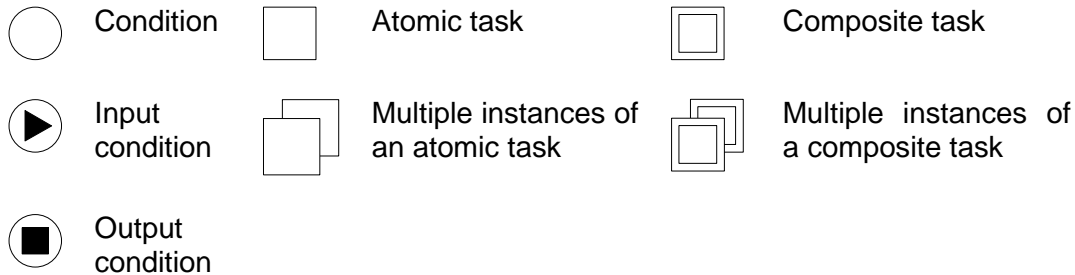 Condition
Atomic task
Composite task
Input
condition
Multiple instances of
an atomic task
Multiple instances of
a composite task
Output
condition